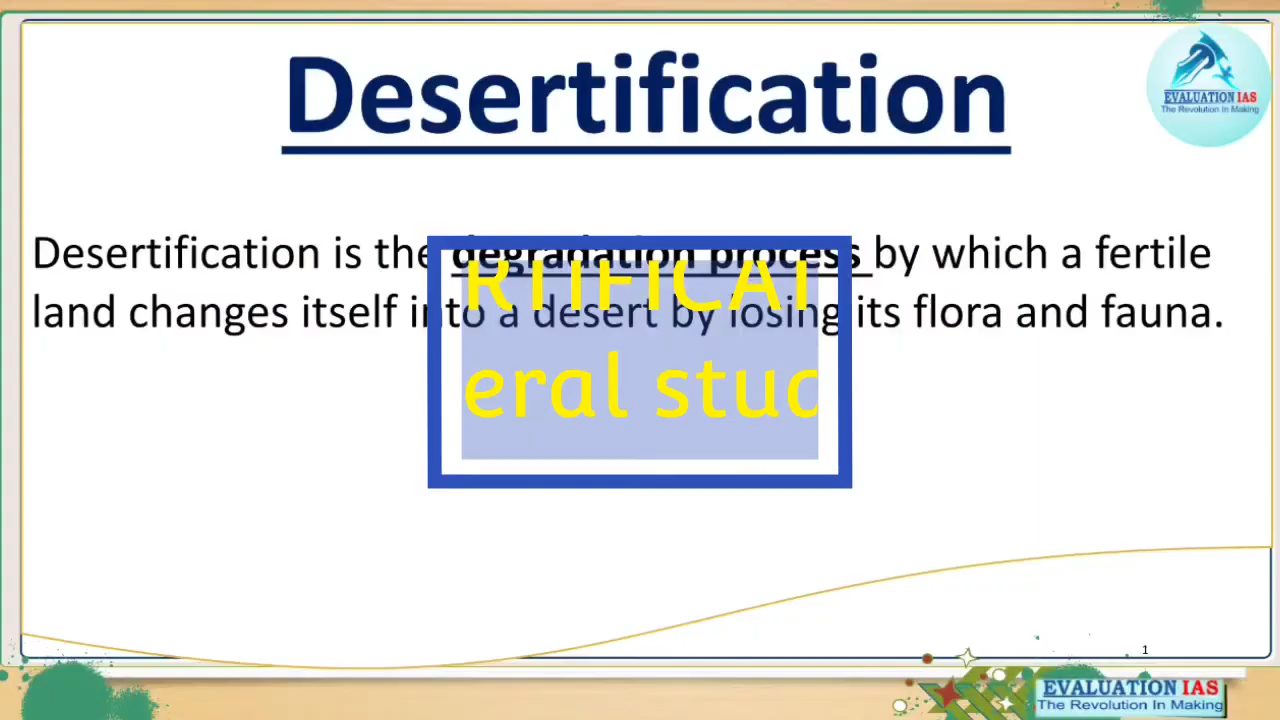 Desertification
EVALUATION IAS
The Revolution In Making
Desertification is the degradation process by which a fertile
land changes itself into a desert by losing its flora and fauna.
1
EVALUATION IAS
The Revolution In Making